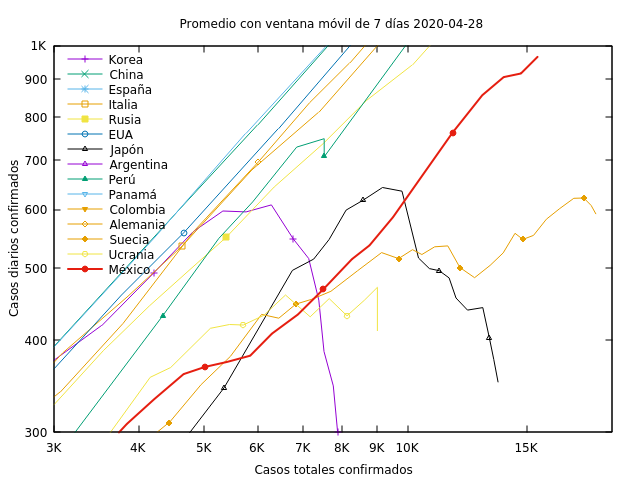 Promedio con ventana móvil de 7 días 2020-04-28
Casos diarios confirmados
1K
900
800
700
600
500
400
300
Korea
China
España
Italia
Rusia
EUA
Japón
Argentina
Perú
Panamá
Colombia
Alemania
Suecia
Ucrania
México
3K 4K 5K 6K 7K 8K 9K 10K 15K
Casos totales confirmados